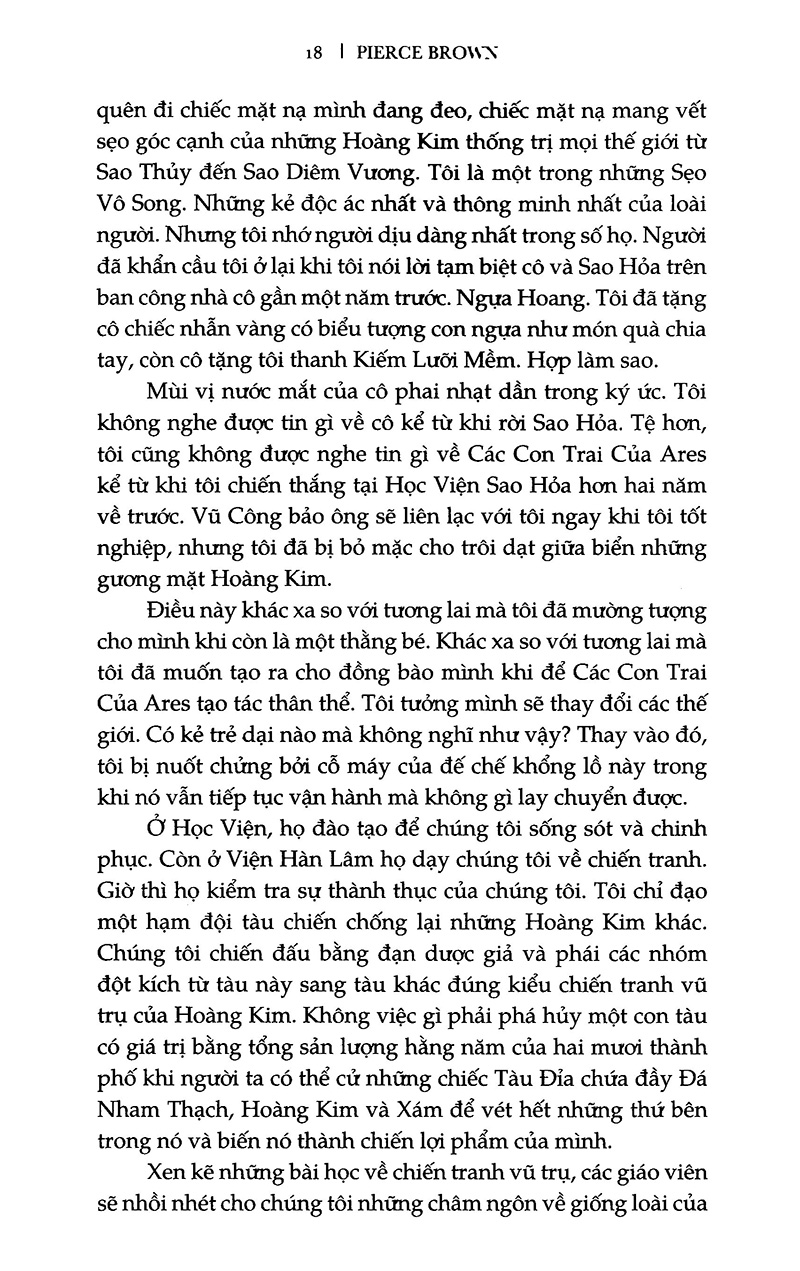 18 | PIERCE BROWN
quên đi chiếc mặt nạ mình đang đeo, chiếc mặt nạ mang vết
sẹo góc cạnh của những Hoàng Kim thống trị mọi thế giới từ
Sao Thủy đến Sao Diêm Vương. Tôi là một trong những Sẹo
Vô Song. Những kẻ độc ác nhất và thông minh nhất của loài
người. Nhưng tôi nhớ người dịu dàng nhất trong số họ. Người
đã khẩn cầu tôi ở lại khi tôi nói lời tạm biệt cô và Sao Hỏa trên
ban công nhà cô gần một năm trước. Ngựa Hoang. Tôi đã tặng
cô chiếc nhẫn vàng có biểu tượng con ngựa như món quà chia
tay, còn cô tặng tôi thanh Kiếm Lưỡi Mềm. Hợp làm sao.
Mùi vị nước mắt của cô phai nhạt dần trong ký ức. Tôi
không nghe được tin gì về cô kể từ khi rời Sao Hỏa. Tệ hơn,
tôi cũng không được nghe tin gì về Các Con Trai Của Ares
kể từ khi tôi chiến thắng tại Học Viện Sao Hỏa hơn hai năm
về trước. Vũ Công bảo ông sẽ liên lạc với tôi ngay khi tôi tốt
nghiệp, nhưng tôi đã bị bỏ mặc cho trôi dạt giữa biển những
gương mặt Hoàng Kim.
Điều này khác xa so với tương lai mà tôi đã mường tượng
cho mình khi còn là một thằng bé. Khác xa so với tương lai mà
tôi đã muốn tạo ra cho đồng bào mình khi để Các Con Trai
Của Ares tạo tác thân thể. Tôi tưởng mình sẽ thay đổi các thế
giới. Có kẻ trẻ dại nào mà không nghĩ như vậy? Thay vào đó,
tôi bị nuốt chửng bởi cỗ máy của đế chế khổng lồ này trong
khi nó vẫn tiếp tục vận hành mà không gì lay chuyển được.
Ở Học Viện, họ đào tạo để chúng tôi sống sót và chinh
phục. Còn ở Viện Hàn Lâm họ dạy chúng tôi về chiến tranh.
Giờ thì họ kiểm tra sự thành thục của chúng tôi. Tôi chỉ đạo
một hạm đội tàu chiến chống lại những Hoàng Kim khác.
Chúng tôi chiến đấu bằng đạn dược giả và phái các nhóm
đột kích từ tàu này sang tàu khác đúng kiểu chiến tranh vũ
trụ của Hoàng Kim. Không việc gì phải phá hủy một con tàu
có giá trị bằng tổng sản lượng hằng năm của hai mươi thành
phố khi người ta có thể cử những chiếc Tàu Đỉa chứa đầy Đá
Nham Thạch, Hoàng Kim và Xám để vét hết những thứ bên
trong nó và biến nó thành chiến lợi phẩm của mình.
Xen kẽ những bài học về chiến tranh vũ trụ, các giáo viên
sẽ nhồi nhét cho chúng tôi những châm ngôn về giống loài của